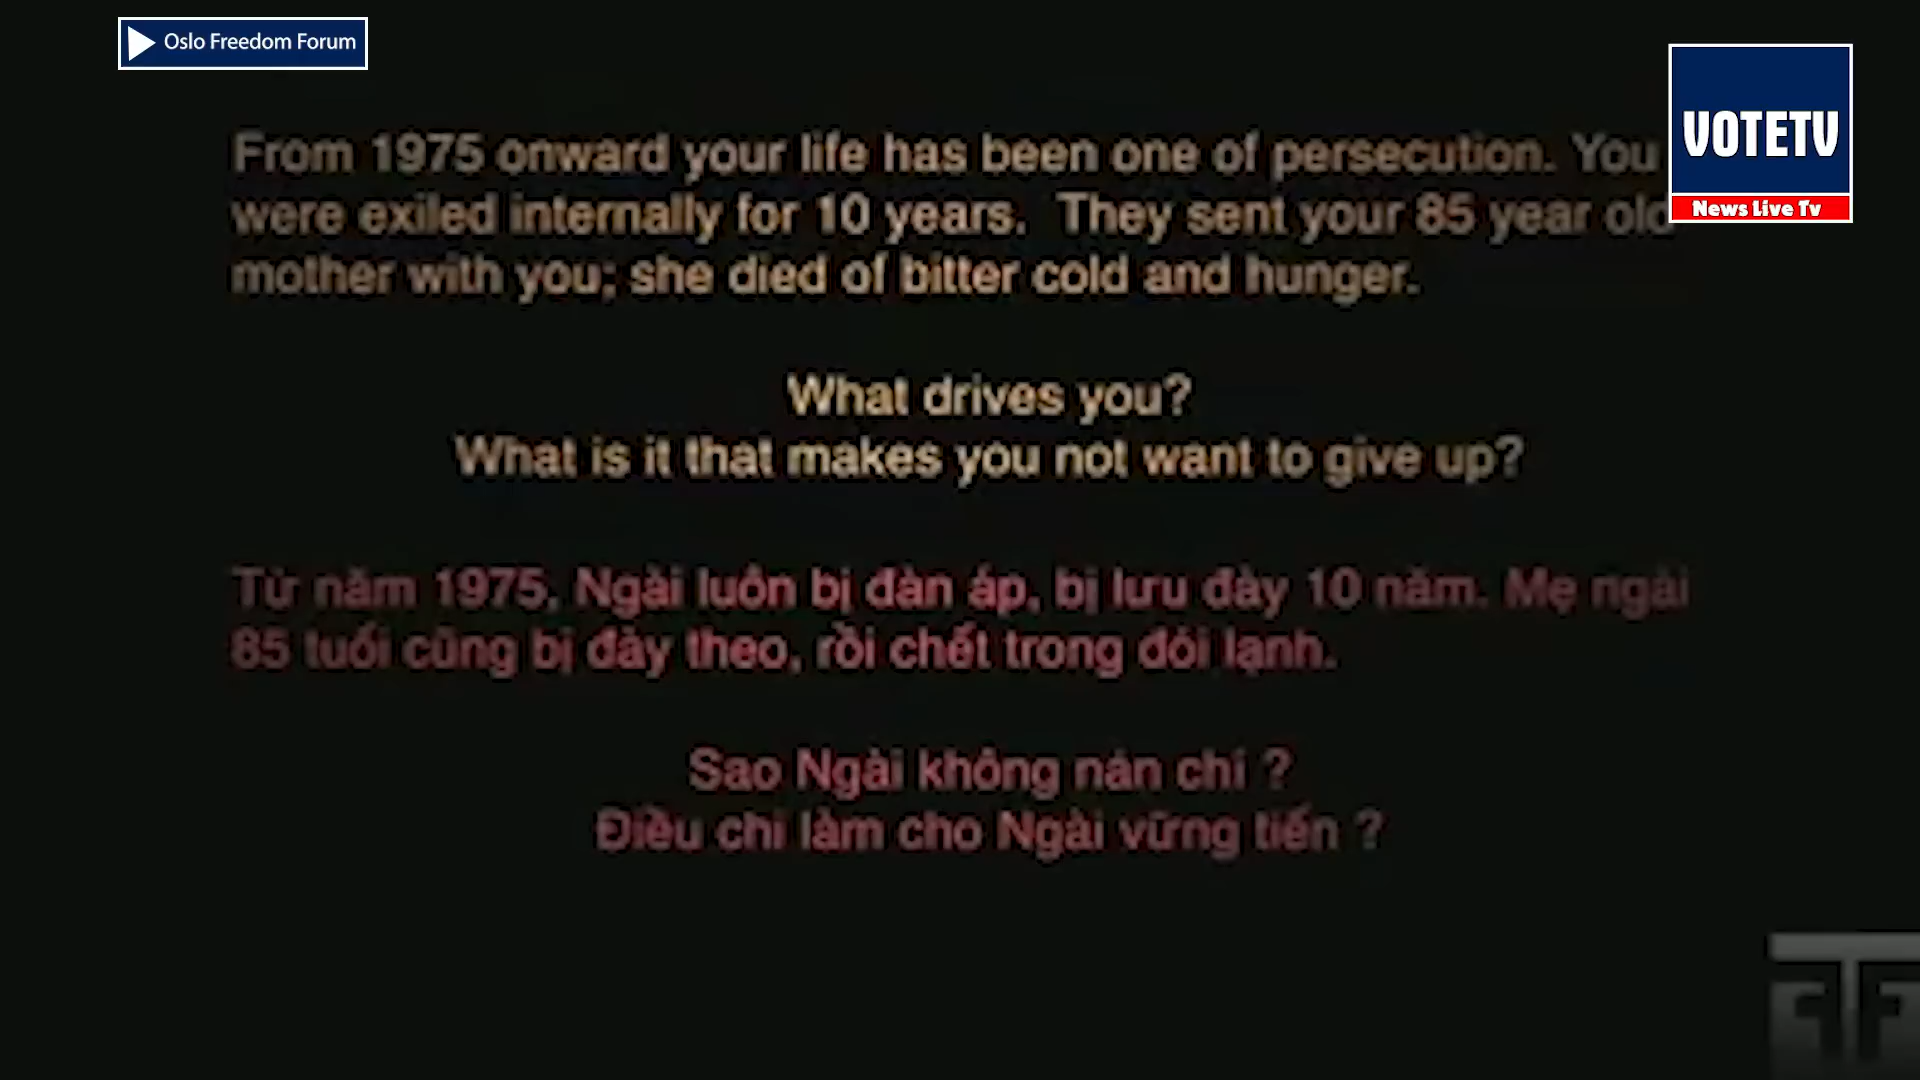 Oslo Freedom Forum
VOTETV
News Live Tv
From 1975 onward your life has been one of persecution. You
were exiled internally for 10 years. They sent your 85 year old
mother with you; she died of bitter cold and hunger.
What drives you?
What is it that makes you not want to give up?
Từ năm 1975, Ngài luôn bị đàn áp, bị lưu đày 10 năm. Mẹ ngài
85 tuổi cũng bị đày theo, rồi chết trong đói lạnh.
Sao Ngài không nản chí ?
Điều chi làm cho Ngài vững tiến ?